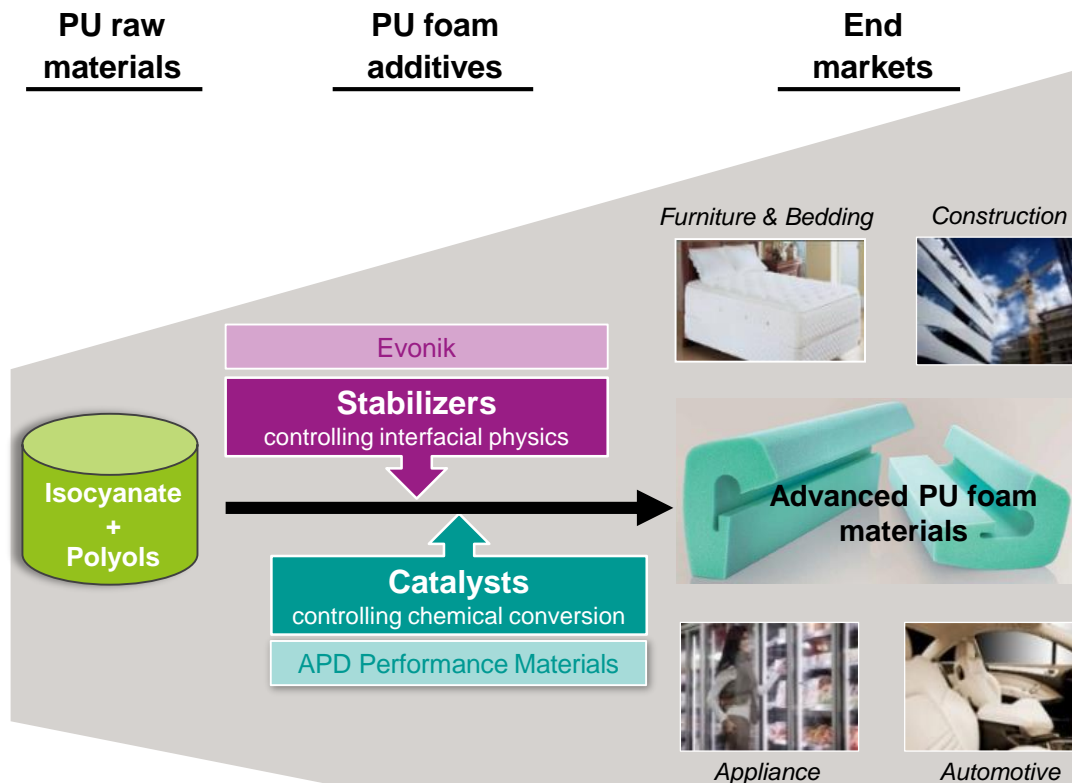 PU raw
materials
PU foam
additives
End
markets
Furniture & Bedding
Construction
Evonik
Stabilizers
controlling interfacial physics
Isocyanate
+
Polyols
Advanced PU foam
materials
Catalysts
controlling chemical conversion
APD Performance Materials
Appliance
Automotive